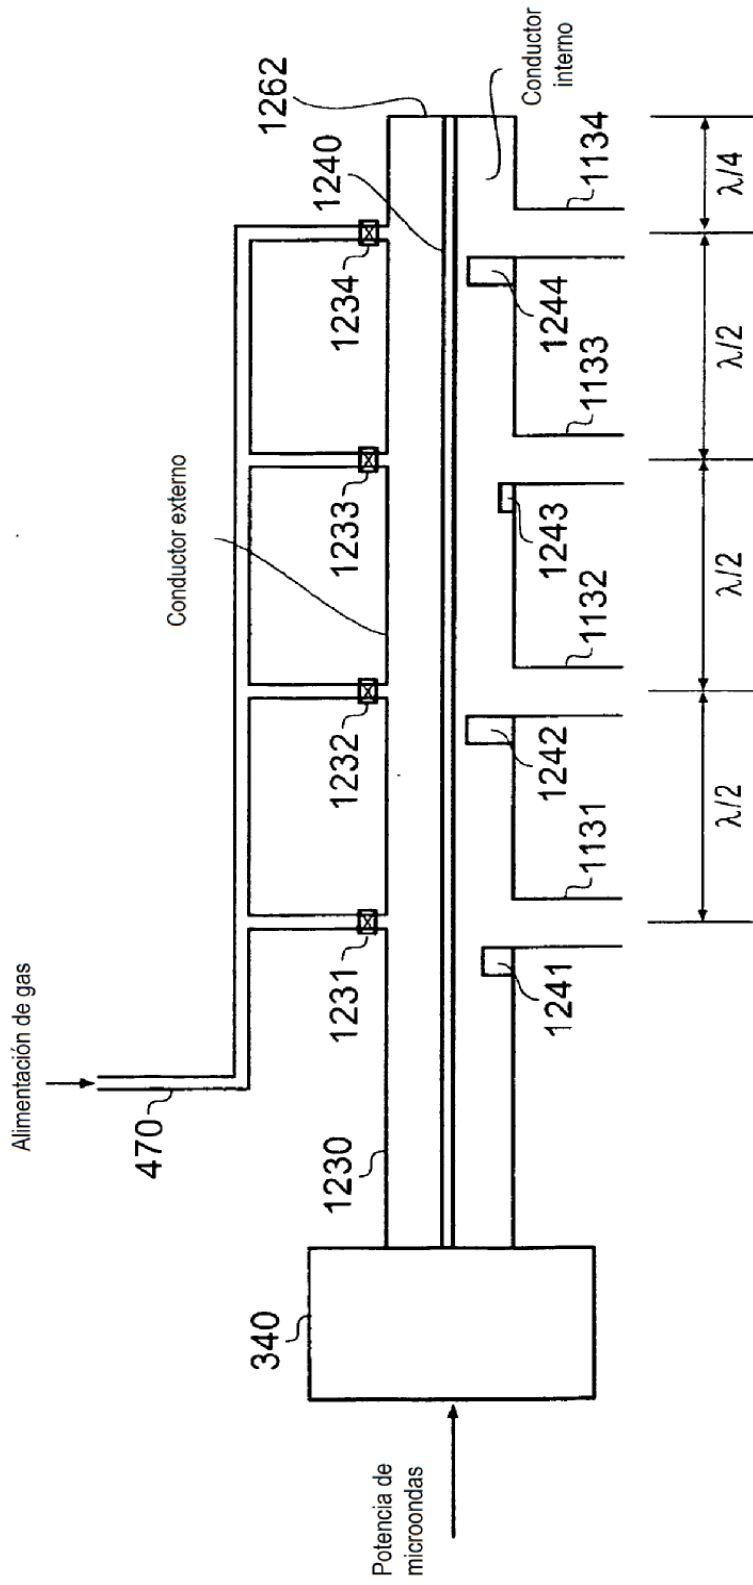 Alimentación de gas
470
Conductor externo
1231
1232
1233
1234
1240
1262
1230
340
Potencia de
microondas
Conductor
interno
1241
1131
1242
1132
1243
1133
1244
1134
λ/2
λ/2
λ/2
λ/4